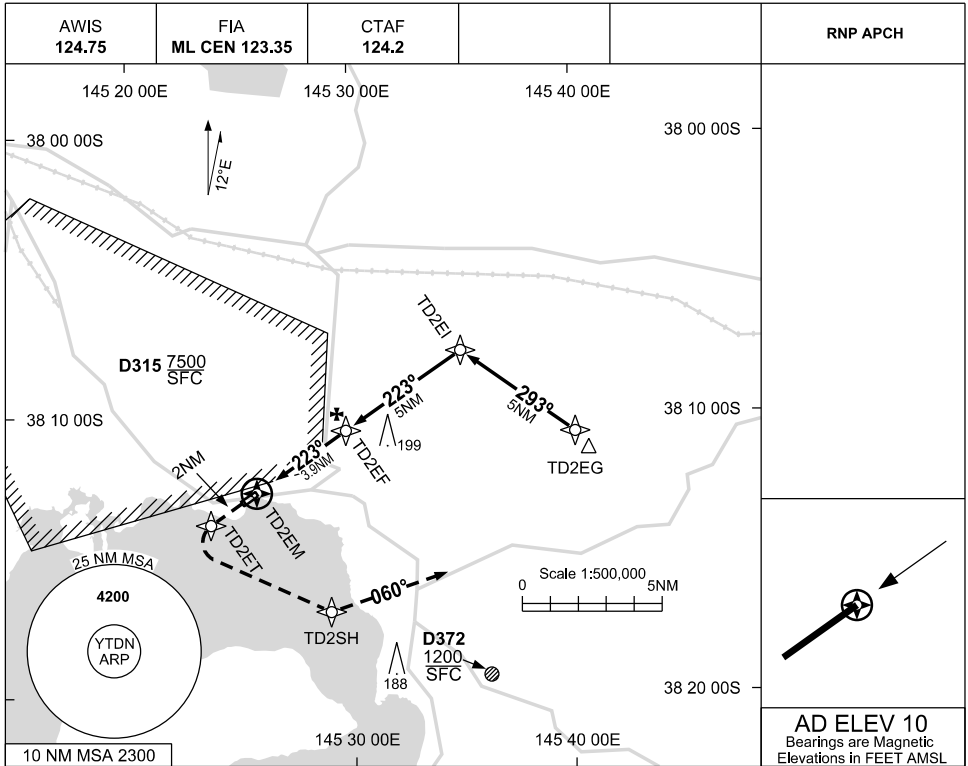 AWIS
124.75
FIA
ML CEN 123.35
CTAF
124.2
RNP APCH
145 20 00E
145 30 00E
145 40 00E
38 00 00S
38 00 00S
12°E
TD2EI
D315 7500
SFC
223°
5NM
293°
5NM
38 10 00S
38 10 00S
199
TD2EF
TD2EG
223°
3.9NM
2NM
TD2EM
TD2ET
25 NM MSA
4200
YTDN
ARP
060°
Scale 1:500,000
0
5NM
TD2SH
D372
1200
SFC
188
38 20 00S
145 30 00E
145 40 00E
10 NM MSA 2300
AD ELEV 10
Bearings are Magnetic
Elevations in FEET AMSL